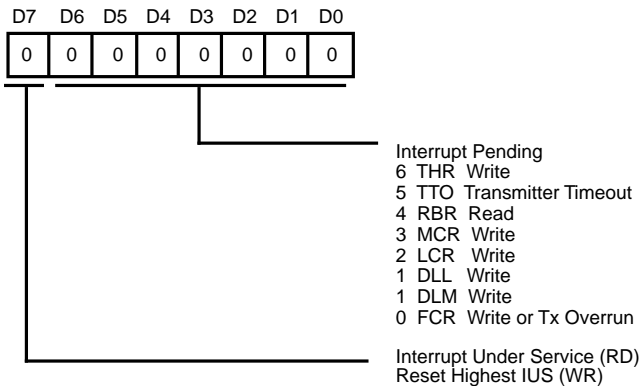 D7 D6 D5 D4 D3 D2 D1 D0
0 0 0 0 0 0 0 0
Interrupt Pending
6 THR Write
5 TTO Transmitter Timeout
4 RBR Read
3 MCR Write
2 LCR Write
1 DLL Write
1 DLM Write
0 FCR Write or Tx Overrun
Interrupt Under Service (RD)
Reset Highest IUS (WR)